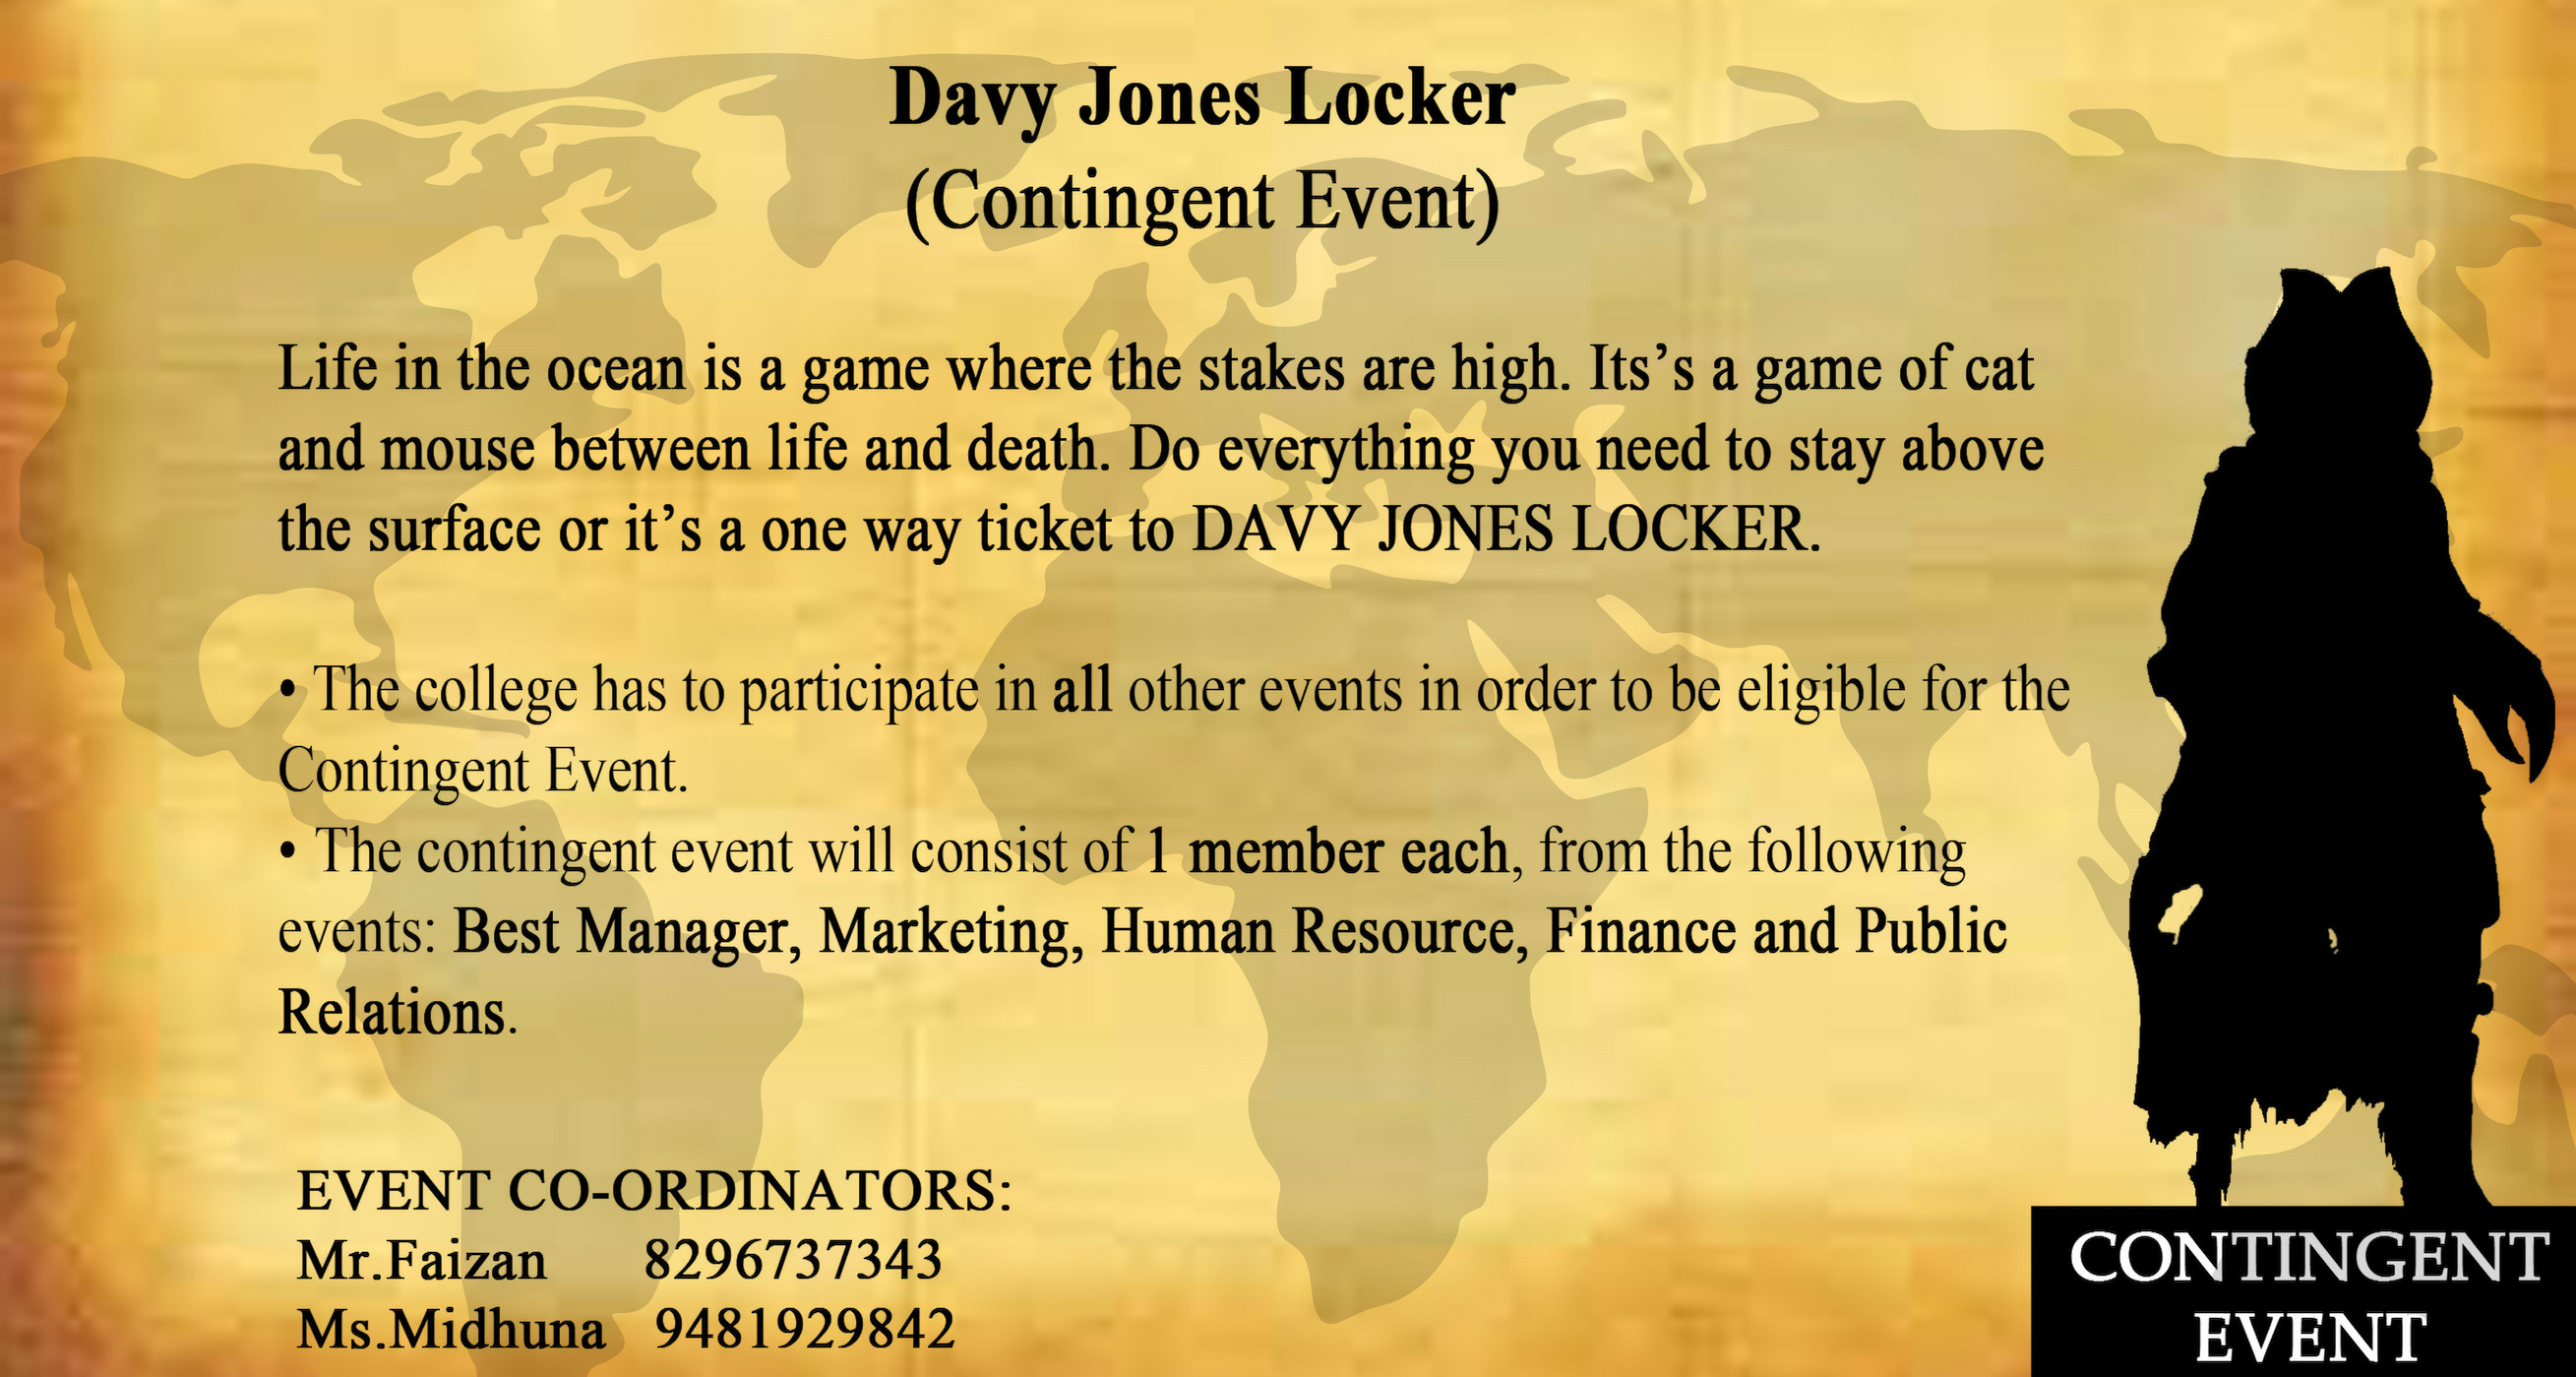 Davy Jones Locker
(Contingent Event)
Life in the ocean is a game where the stakes are high. Its’s a game of cat
and mouse between life and death. Do everything you need to stay above
the surface or it’s a one way ticket to DAVY JONES LOCKER.
• The college has to participate in all other events in order to be eligible for the
Contingent Event.
• The contingent event will consist of 1 member each, from the following
events: Best Manager, Marketing, Human Resource, Finance and Public
Relations.
EVENT CO-ORDINATORS:
Mr.Faizan 8296737343
Ms.Midhuna 9481929842
CONTINGENT
EVENT